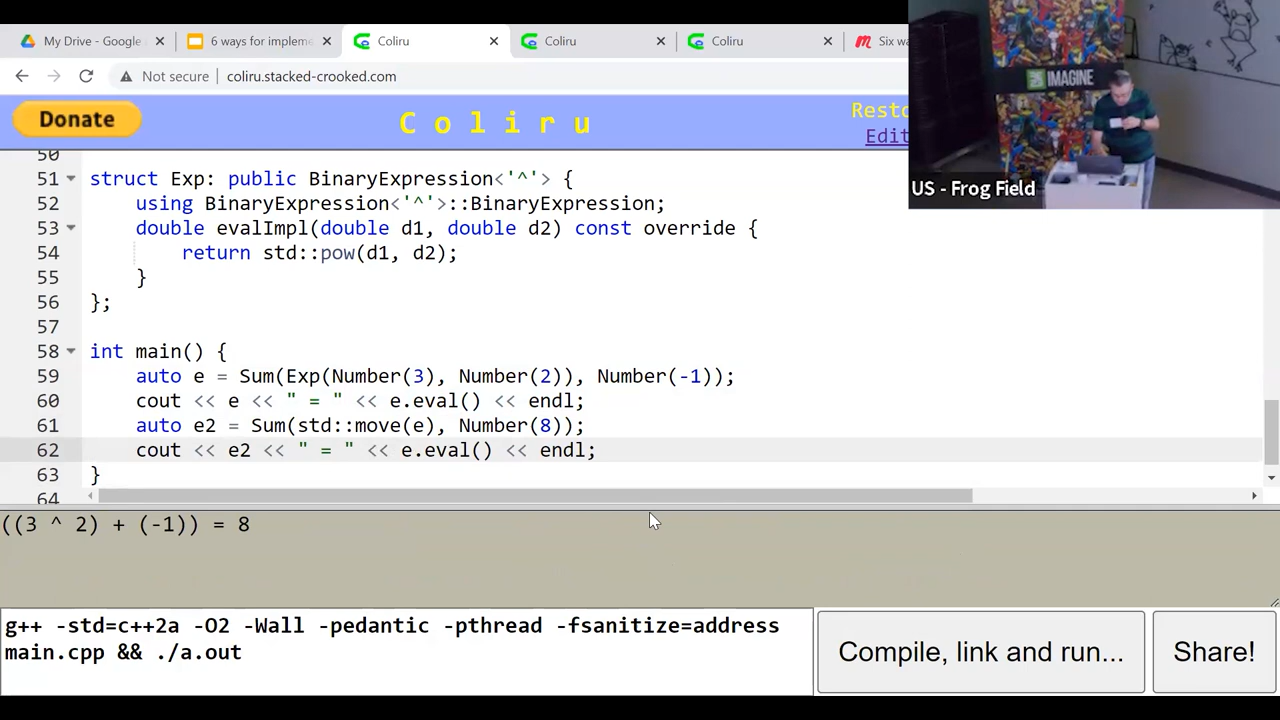 My Drive - Google
6 ways for impleme
Coliru
Coliru
Coliru
Six wa
Not secure
coliru.stacked-crooked.com
IMAGINE
Donate
Coliru
Resto
Edit
US - Frog Field
50
51 struct Exp: public BinaryExpression<'^'> {
52 using BinaryExpression<'^'>::BinaryExpression;
53 double evalImpl(double d1, double d2) const override {
54 return std::pow(d1, d2);
55 }
56 };
57
58 int main() {
59 auto e = Sum(Exp(Number(3), Number(2)), Number(-1));
60 cout << e << " = " << e.eval() << endl;
61 auto e2 = Sum(std::move(e), Number(8));
62 cout << e2 << " = " << e.eval() << endl;
63 }
64
((3 ^ 2) + (-1)) = 8
g++ -std=c++2a -O2 -Wall -pedantic -pthread -fsanitize=address
main.cpp && ./a.out
Compile, link and run...
Share!